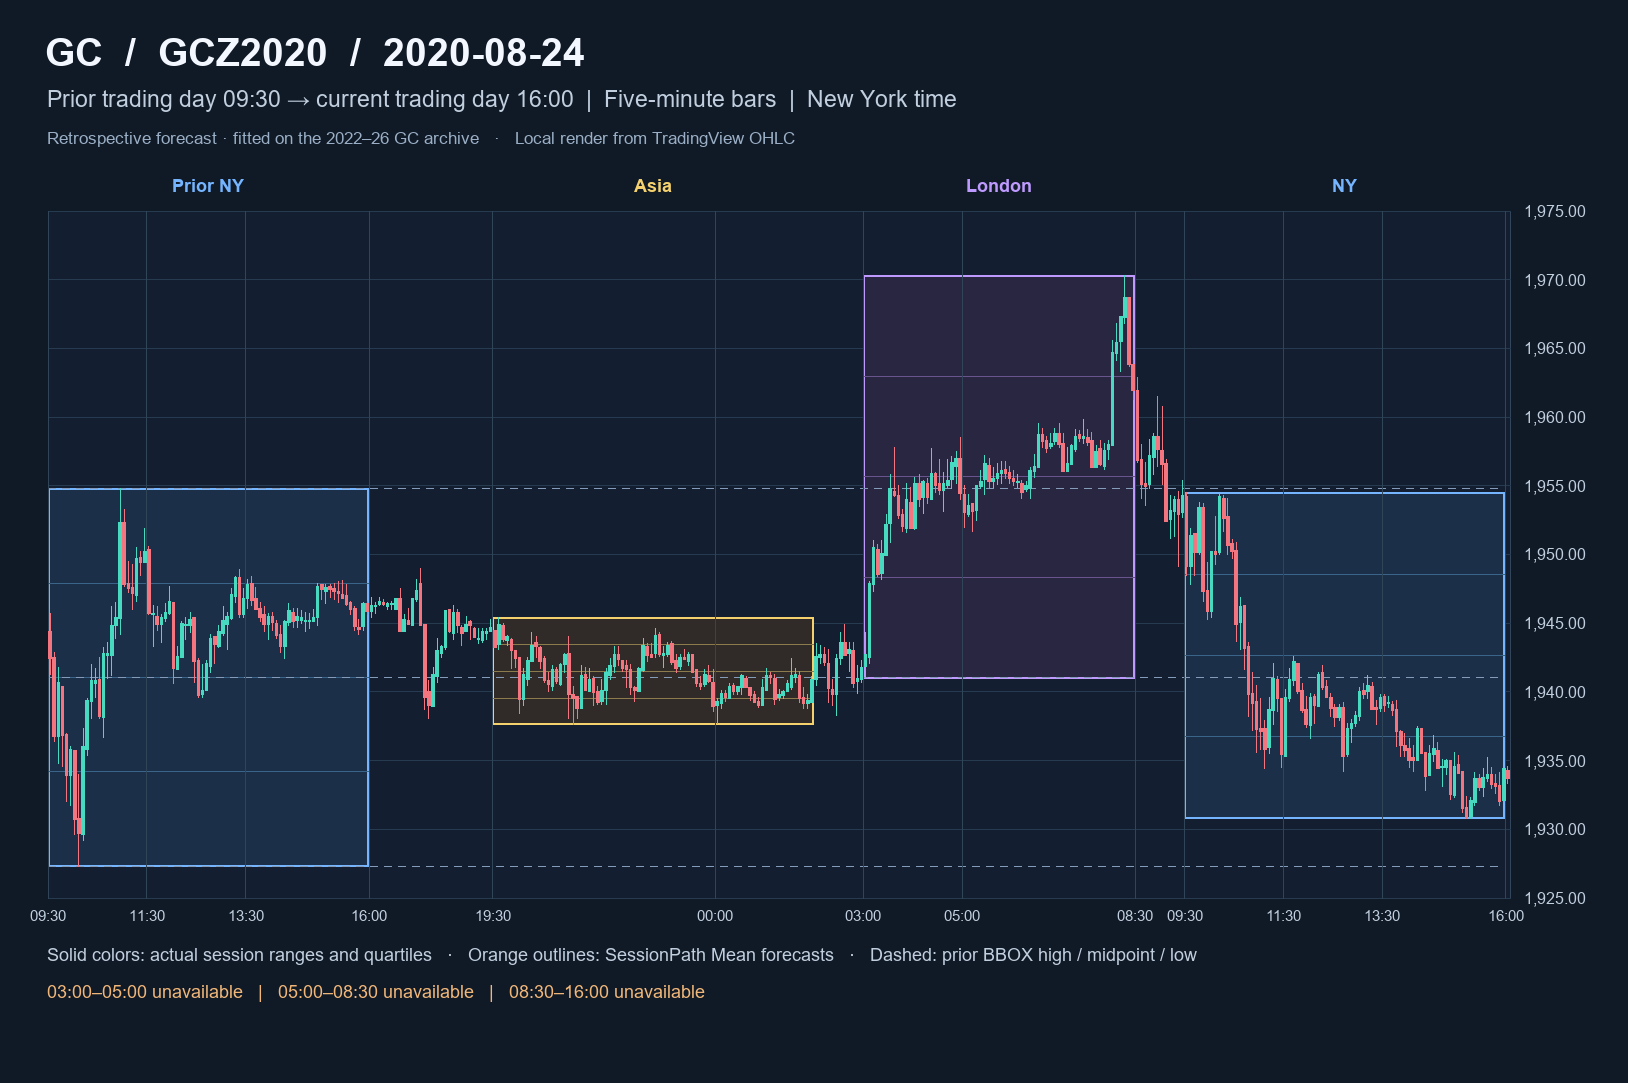 GC / GCZ2020 / 2020-08-24
Prior trading day 09:30 → current trading day 16:00 | Five-minute bars | New York time
Retrospective forecast · fitted on the 2022–26 GC archive · Local render from TradingView OHLC
Prior NY Asia London NY
1,975.00
1,970.00
1,965.00
1,960.00
1,955.00
1,950.00
1,945.00
1,940.00
1,935.00
1,930.00
1,925.00
09:30 11:30 13:30 16:00 19:30 00:00 03:00 05:00 08:30 09:30 11:30 13:30 16:00
Solid colors: actual session ranges and quartiles · Orange outlines: SessionPath Mean forecasts · Dashed: prior BBOX high / midpoint / low
03:00–05:00 unavailable | 05:00–08:30 unavailable | 08:30–16:00 unavailable